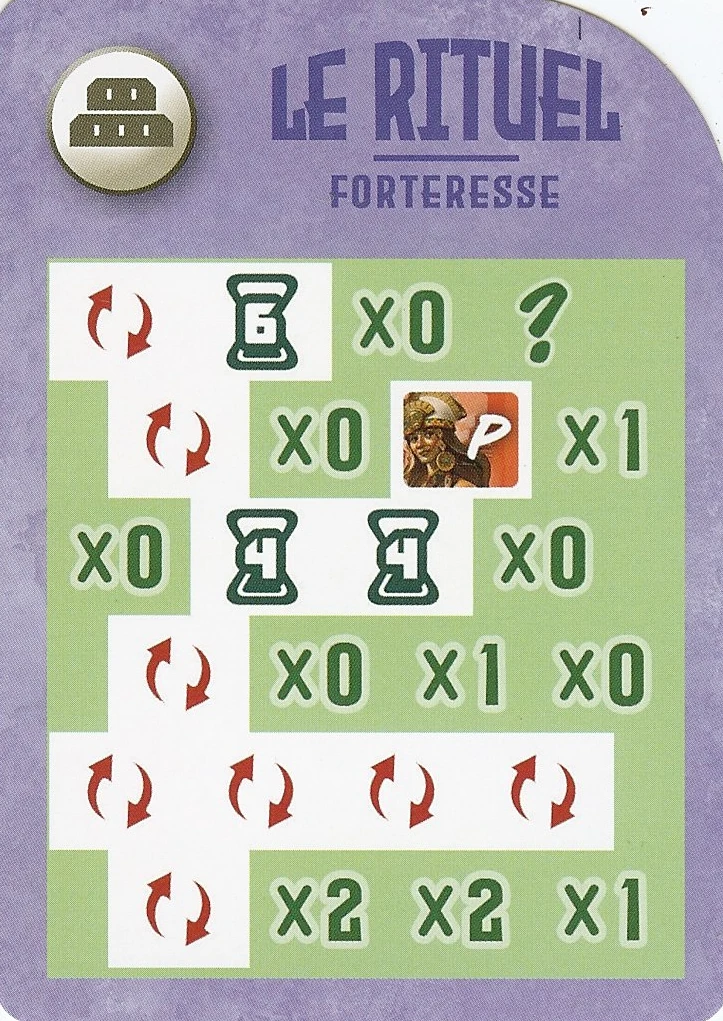 LE RITUEL
FORTERESSE
6 x0 ?
x0 P x1
x0 4 4 x0
x0 x1 x0
x2 x2 x1